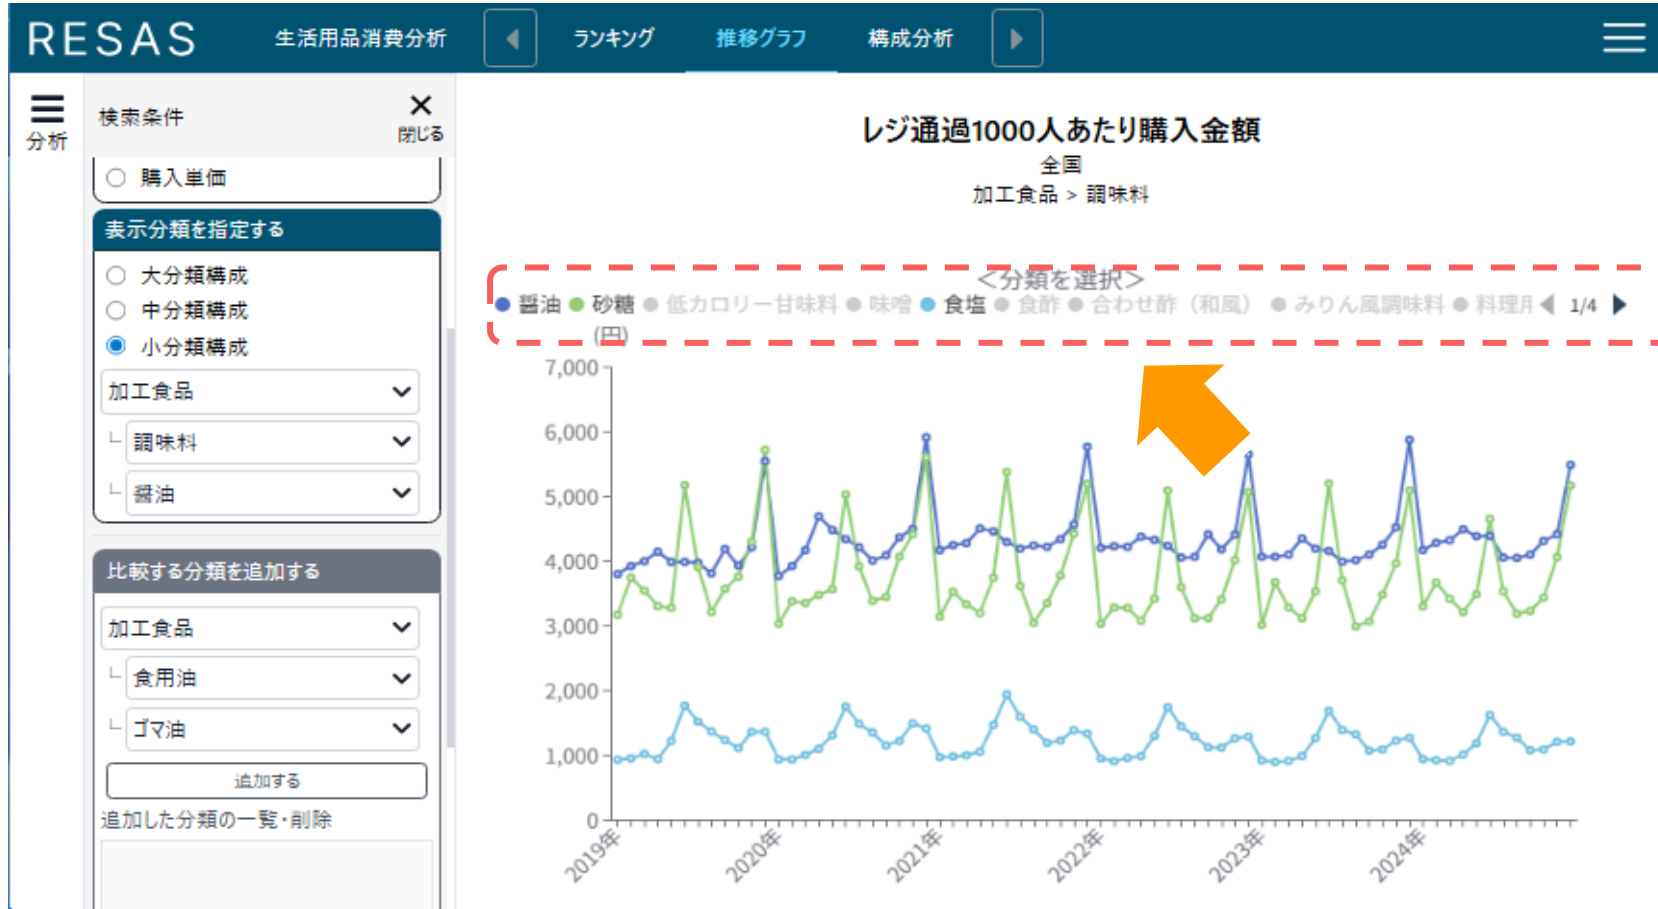 RESAS
生活用品消費分析
ランキング
推移グラフ
構成分析
分析
検索条件
閉じる
購入単価
表示分類を指定する
大分類構成
中分類構成
小分類構成
加工食品
調味料
醤油
比較する分類を追加する
加工食品
食用油
ゴマ油
追加する
追加した分類の一覧・削除
レジ通過1000人あたり購入金額
全国
加工食品 > 調味料
＜分類を選択＞
醤油 砂糖 低カロリー甘味料 味噌 食塩 食酢 合わせ酢（和風） みりん風調味料 料理用 1/4
(円)
7,000
6,000
5,000
4,000
3,000
2,000
1,000
0
2019年 2020年 2021年 2022年 2023年 2024年